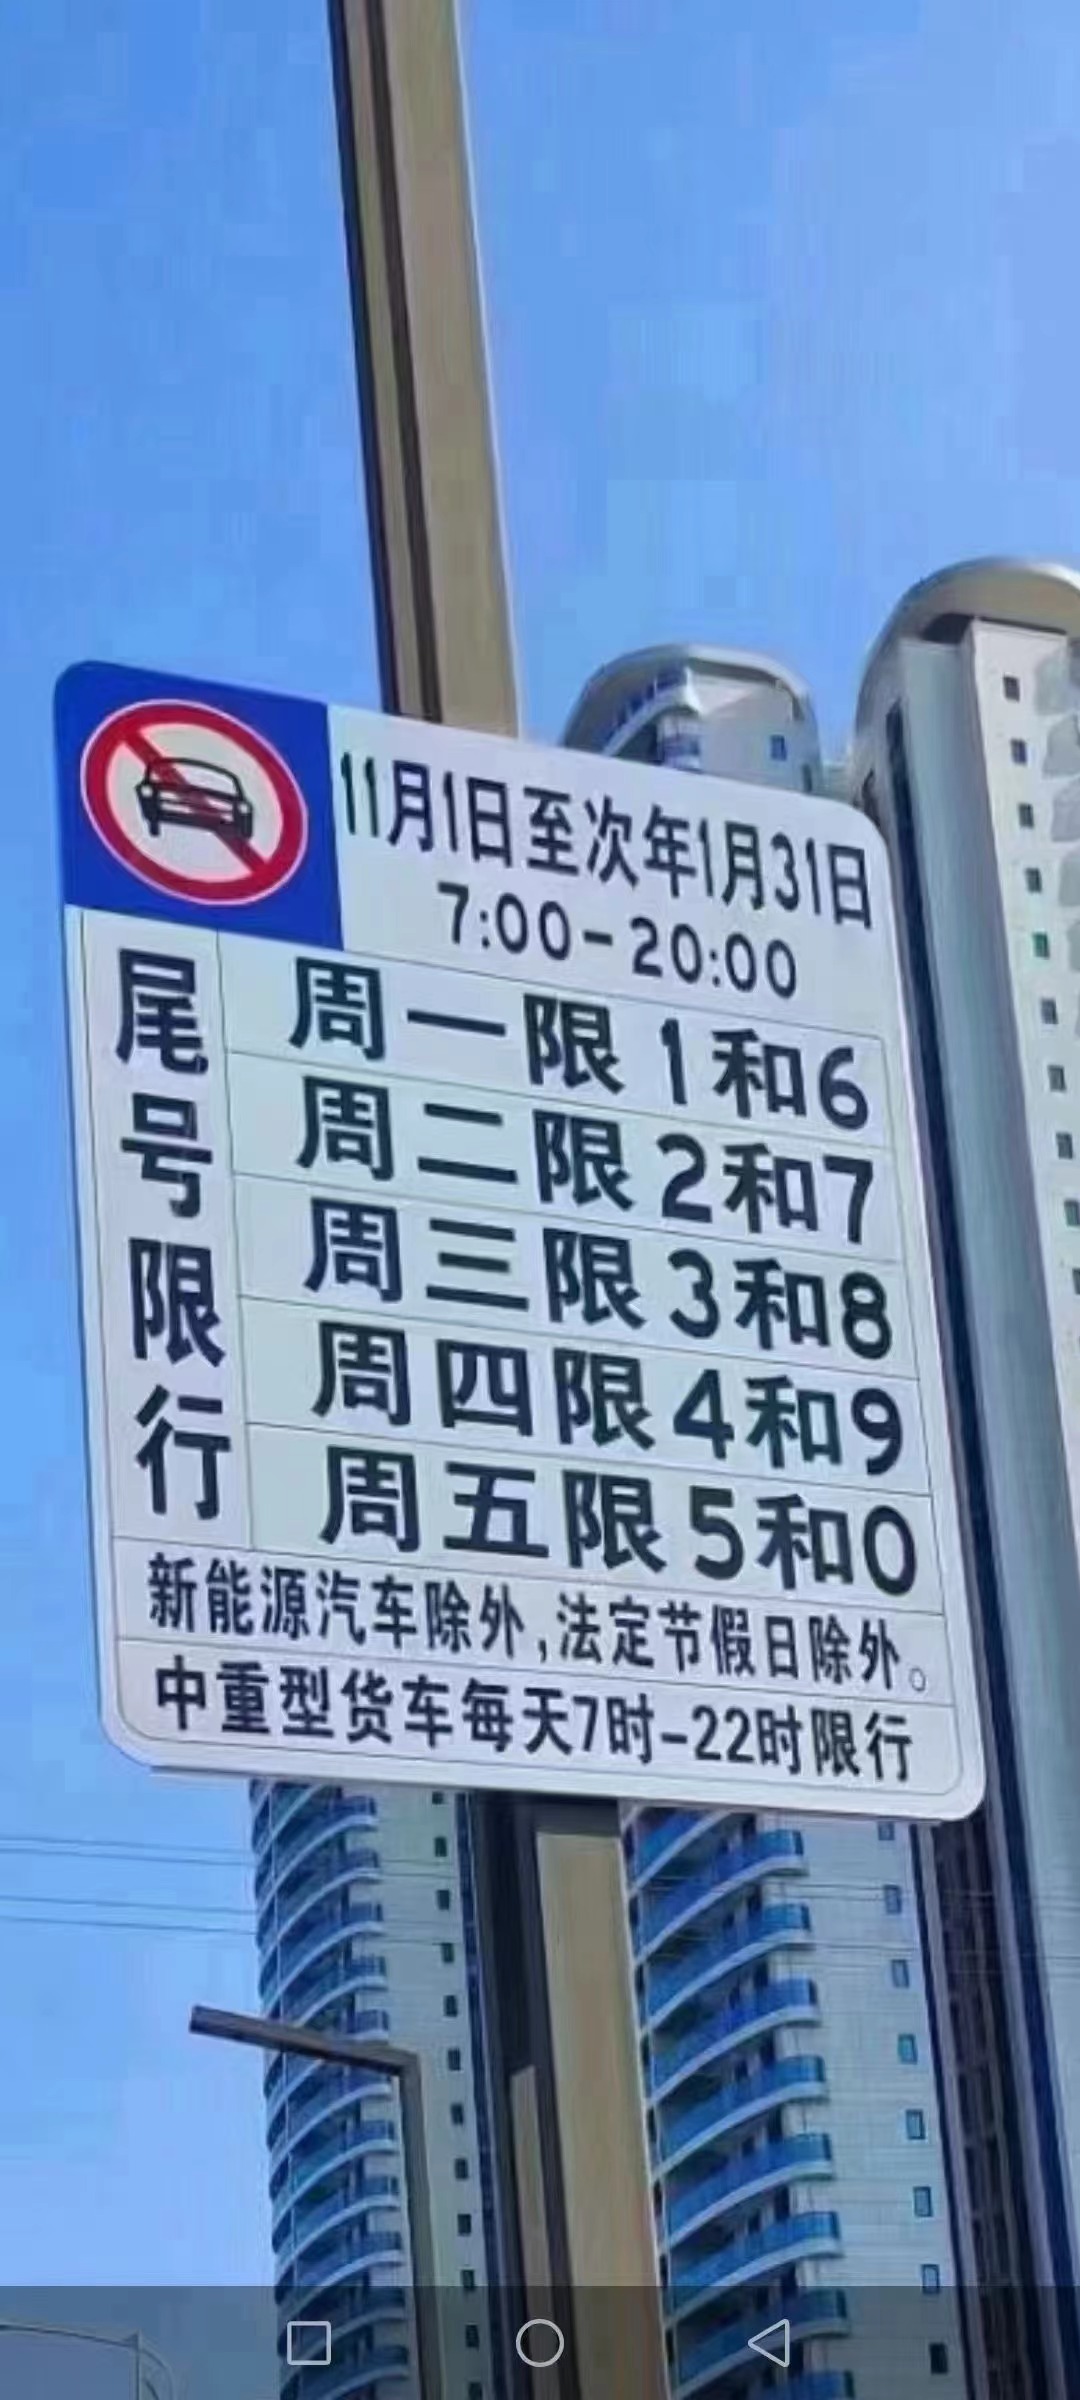 11月1日至次年1月31日
7:00-20:00
尾号限行
周一限1和6
周二限2和7
周三限3和8
周四限4和9
周五限5和0
新能源汽车除外,法定节假日除外。
中重型货车每天7时-22时限行